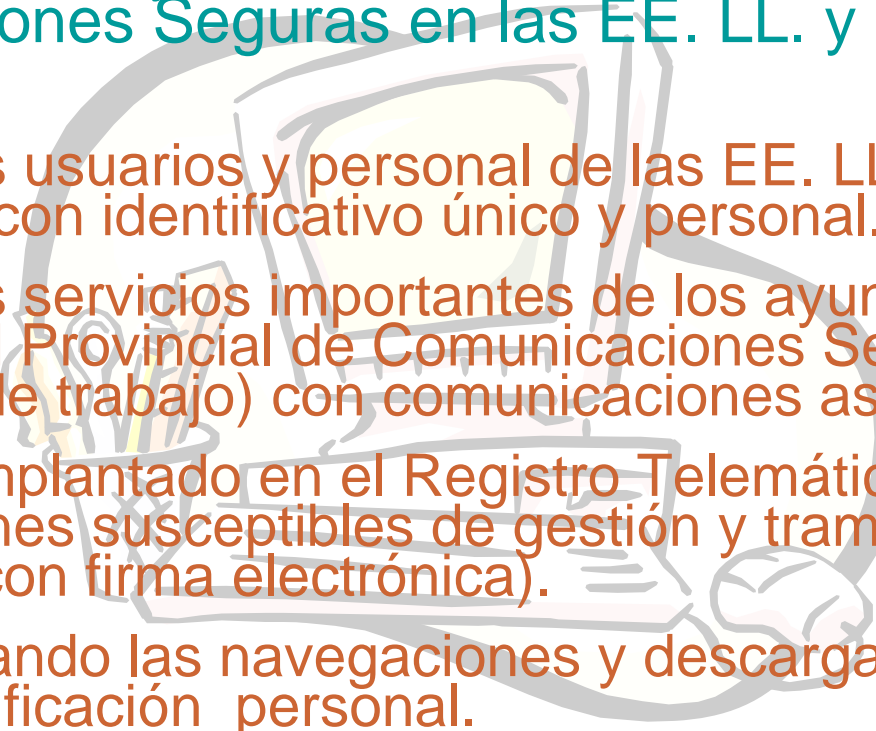 ones Seguras en las EE. LL. y
s usuarios y personal de las EE. LL
con identificativo único y personal.
s servicios importantes de los ayun
Provincial de Comunicaciones Se
de trabajo) con comunicaciones as
mplantado en el Registro Telemátic
nes susceptibles de gestión y tram
con firma electrónica).
ando las navegaciones y descarga
ficación personal.